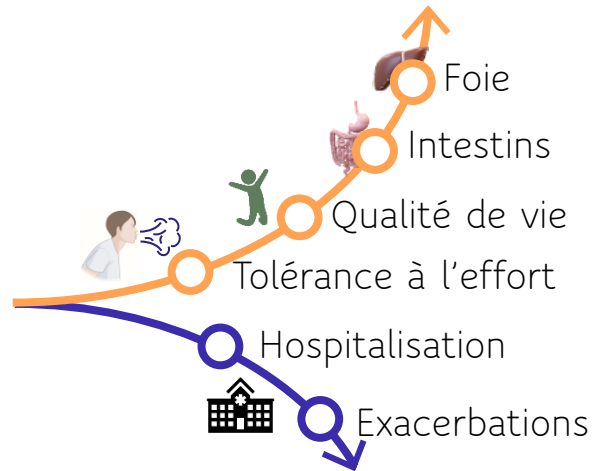 Foie
Intestins
Qualité de vie
Tolérance à l'effort
Hospitalisation
Exacerbations